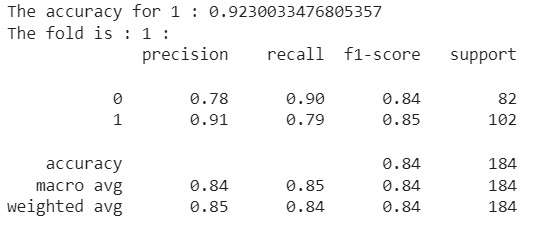 The accuracy for 1 : 0.9230033476805357
The fold is : 1 :
precision recall f1-score support
0 0.78 0.90 0.84 82
1 0.91 0.79 0.85 102
accuracy 0.84 184
macro avg 0.84 0.85 0.84 184
weighted avg 0.85 0.84 0.84 184